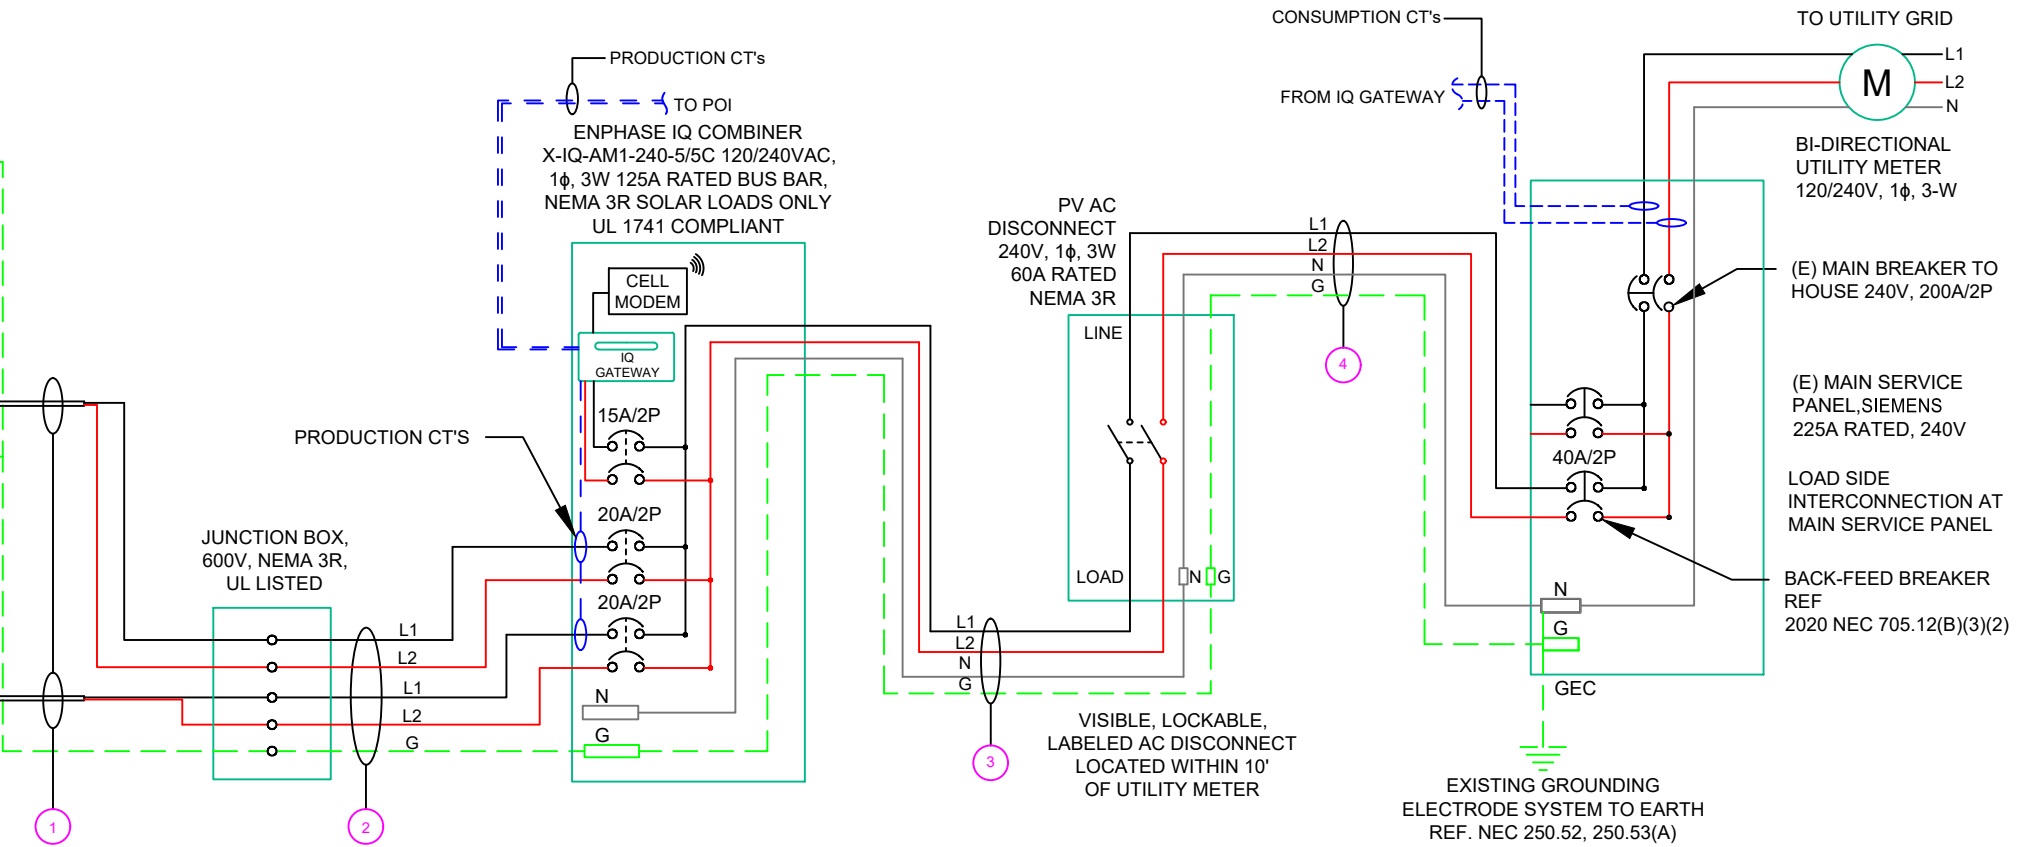 PRODUCTION CT's
TO POI
ENPHASE IQ COMBINER
X-IQ-AM1-240-5/5C 120/240VAC,
1ϕ, 3W 125A RATED BUS BAR,
NEMA 3R SOLAR LOADS ONLY
UL 1741 COMPLIANT
CELL
MODEM
IQ
GATEWAY
15A/2P
20A/2P
20A/2P
N
G
PRODUCTION CT'S
JUNCTION BOX,
600V, NEMA 3R,
UL LISTED
L1
L2
L1
L2
G
1
2
PV AC
DISCONNECT
240V, 1ϕ, 3W
60A RATED
NEMA 3R
LINE
LOAD
N
G
L1
L2
N
G
3
VISIBLE, LOCKABLE,
LABELED AC DISCONNECT
LOCATED WITHIN 10'
OF UTILITY METER
L1
L2
N
G
4
CONSUMPTION CT's
FROM IQ GATEWAY
TO UTILITY GRID
M
L1
L2
N
BI-DIRECTIONAL
UTILITY METER
120/240V, 1ϕ, 3-W
(E) MAIN BREAKER TO
HOUSE 240V, 200A/2P
(E) MAIN SERVICE
PANEL,SIEMENS
225A RATED, 240V
40A/2P
LOAD SIDE
INTERCONNECTION AT
MAIN SERVICE PANEL
BACK-FEED BREAKER
REF
2020 NEC 705.12(B)(3)(2)
N
G
GEC
EXISTING GROUNDING
ELECTRODE SYSTEM TO EARTH
REF. NEC 250.52, 250.53(A)